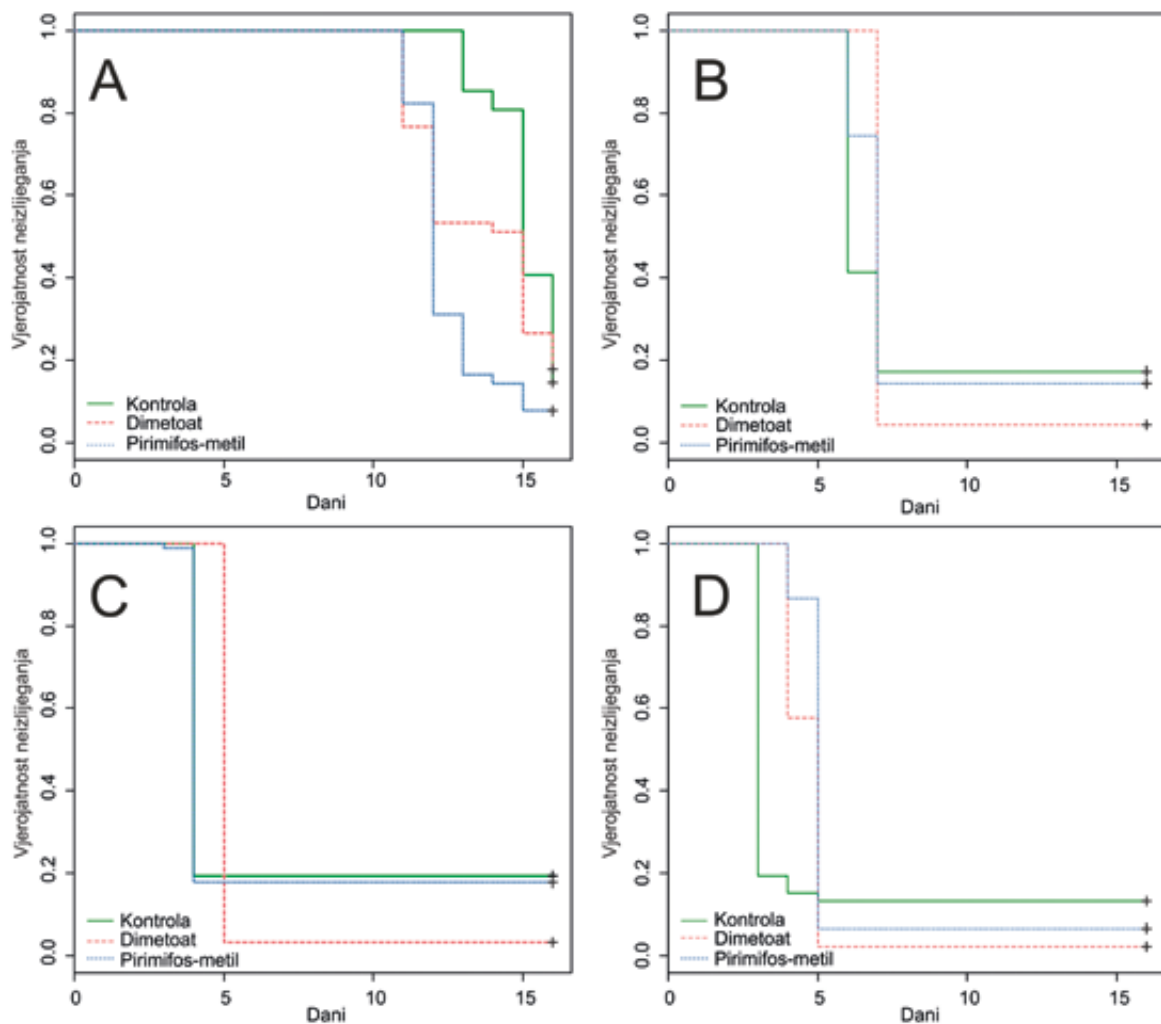 A
Vjerojatnost neizlijeganja
1.0
0.8
0.6
0.4
0.2
0.0
Kontrola
Dimetoat
Pirimifos-metil
0 5 10 15
Dani
B
Vjerojatnost neizlijeganja
1.0
0.8
0.6
0.4
0.2
0.0
Kontrola
Dimetoat
Pirimifos-metil
0 5 10 15
Dani
C
Vjerojatnost neizlijeganja
1.0
0.8
0.6
0.4
0.2
0.0
Kontrola
Dimetoat
Pirimifos-metil
0 5 10 15
Dani
D
Vjerojatnost neizlijeganja
1.0
0.8
0.6
0.4
0.2
0.0
Kontrola
Dimetoat
Pirimifos-metil
0 5 10 15
Dani